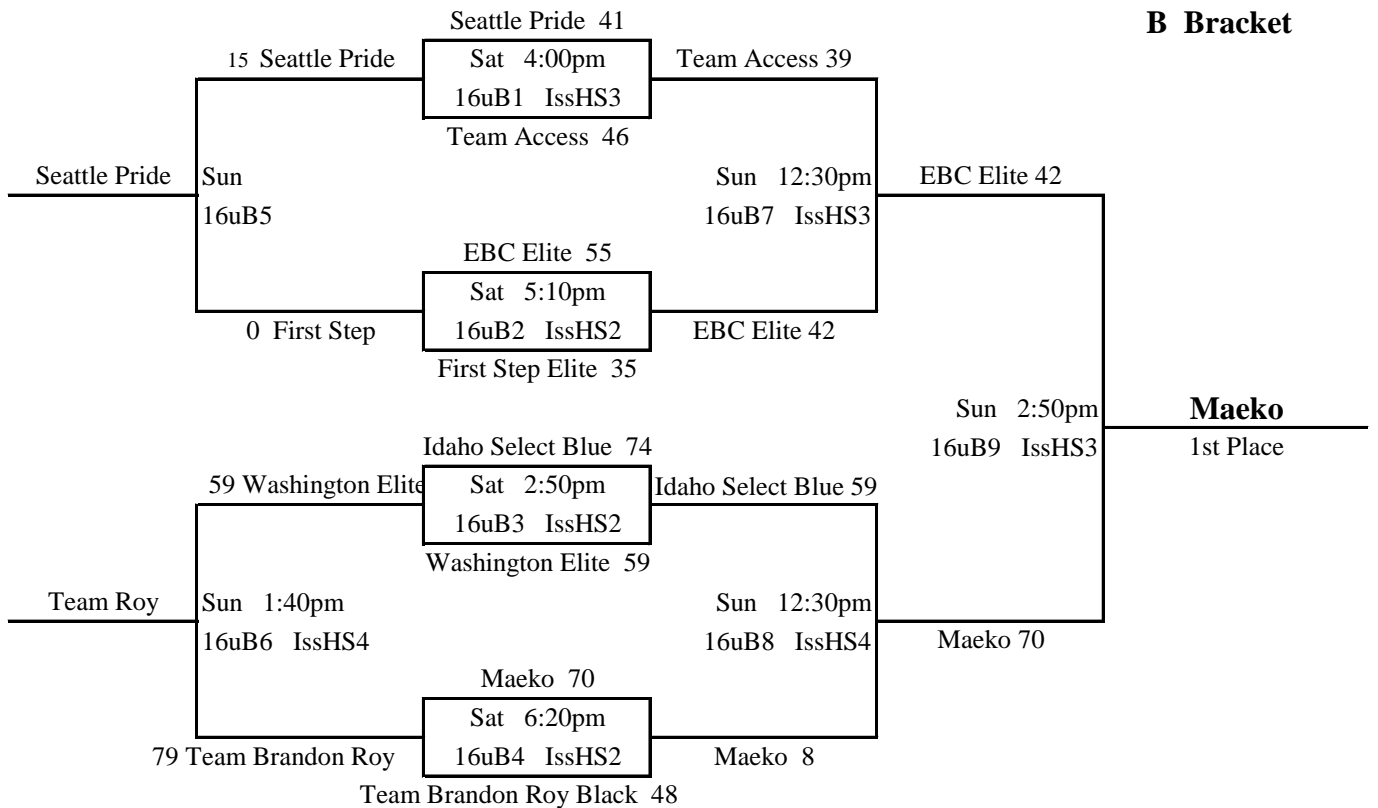 B Bracket
Seattle Pride 41
15 Seattle Pride
Sat 4:00pm
Team Access 39
16uB1 IssHS3
Team Access 46
Seattle Pride
Sun
Sun 12:30pm
EBC Elite 42
16uB5
16uB7 IssHS3
EBC Elite 55
Sat 5:10pm
0 First Step
16uB2 IssHS2
EBC Elite 42
First Step Elite 35
Sun 2:50pm
Maeko
16uB9 IssHS3
1st Place
Idaho Select Blue 74
59 Washington Elite
Sat 2:50pm
Idaho Select Blue 59
16uB3 IssHS2
Washington Elite 59
Team Roy
Sun 1:40pm
Sun 12:30pm
16uB6 IssHS4
16uB8 IssHS4
Maeko 70
Maeko 70
Sat 6:20pm
79 Team Brandon Roy
16uB4 IssHS2
Maeko 8
Team Brandon Roy Black 48